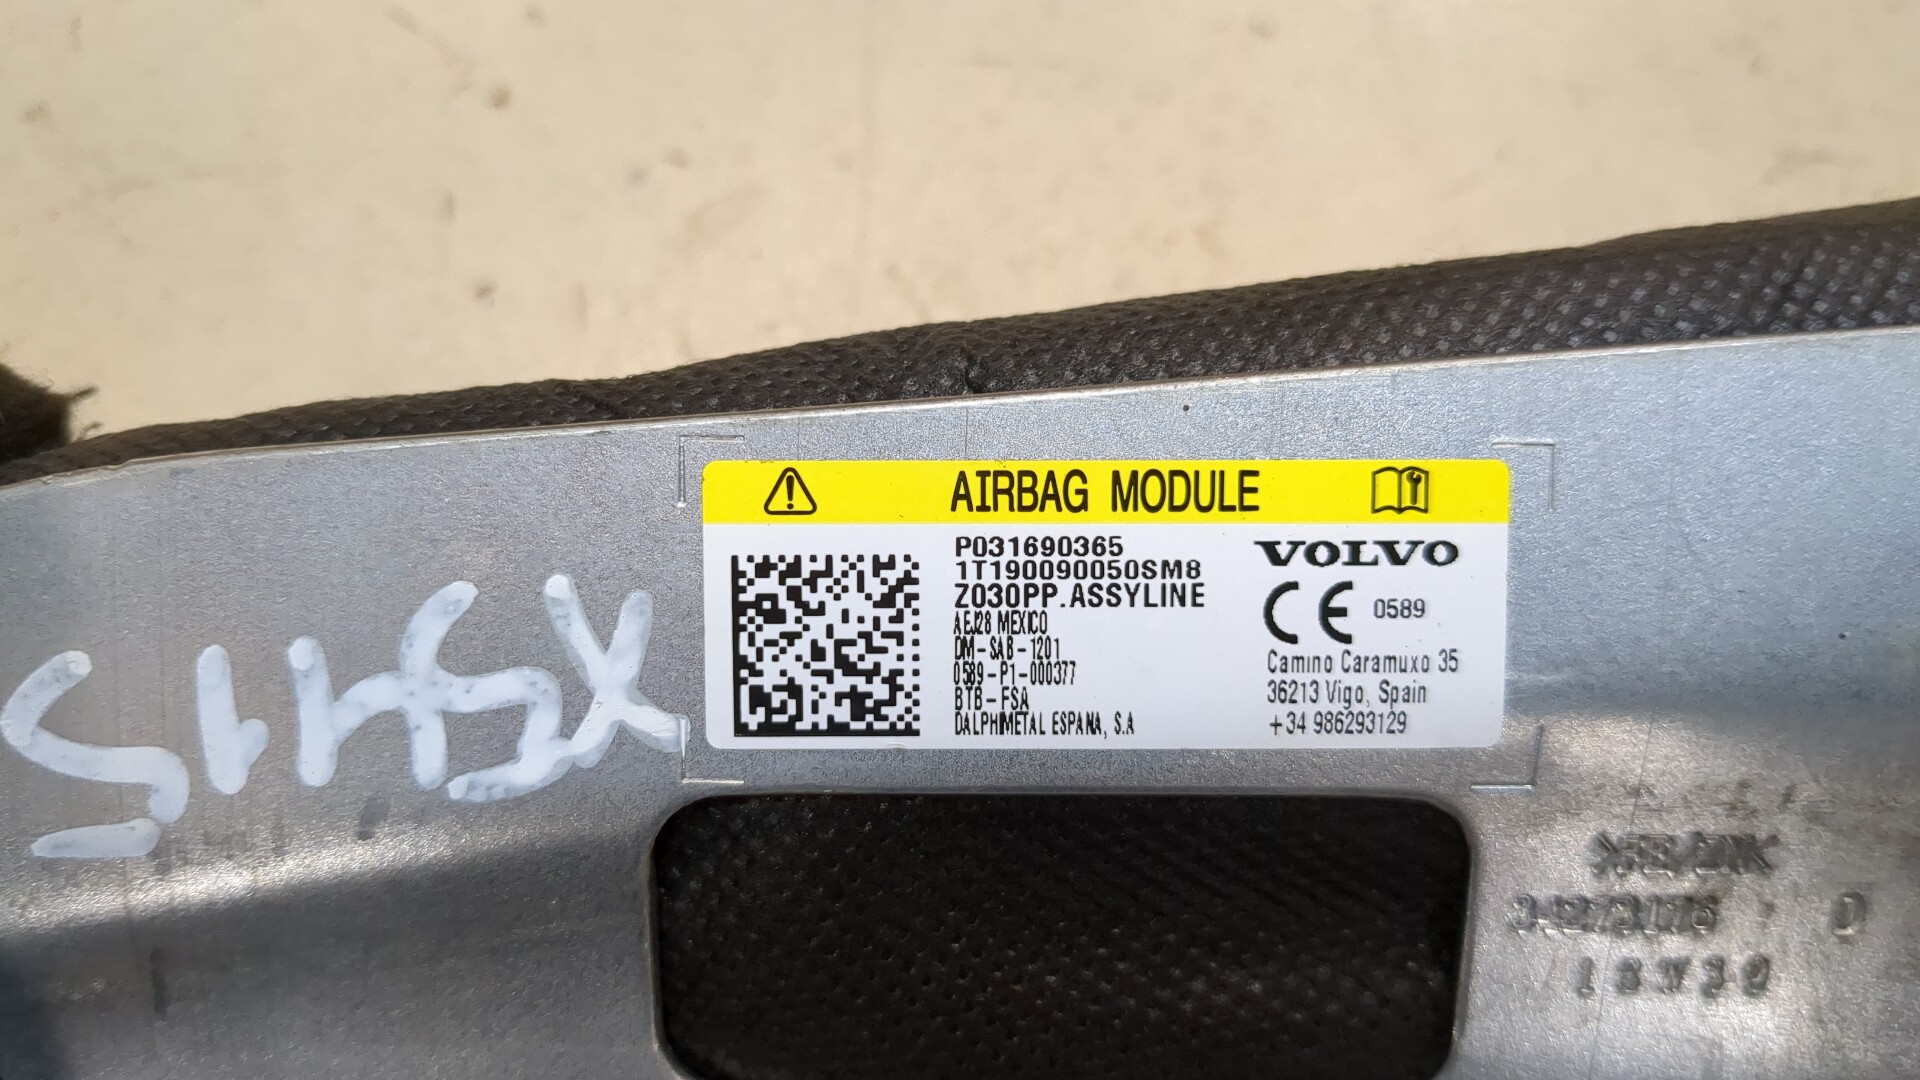 AIRBAG MODULE
P031690365
1T190090050SM8
Z030PP.ASSYLINE
AEJ28 MEXICO
DM-SAB-1201
0589-P1-000377
BTB-FSA
DALPHIMETAL ESPANA, S.A
VOLVO
CE 0589
Camino Caramuxo 35
36213 Vigo, Spain
+34 986293129
34273176 D